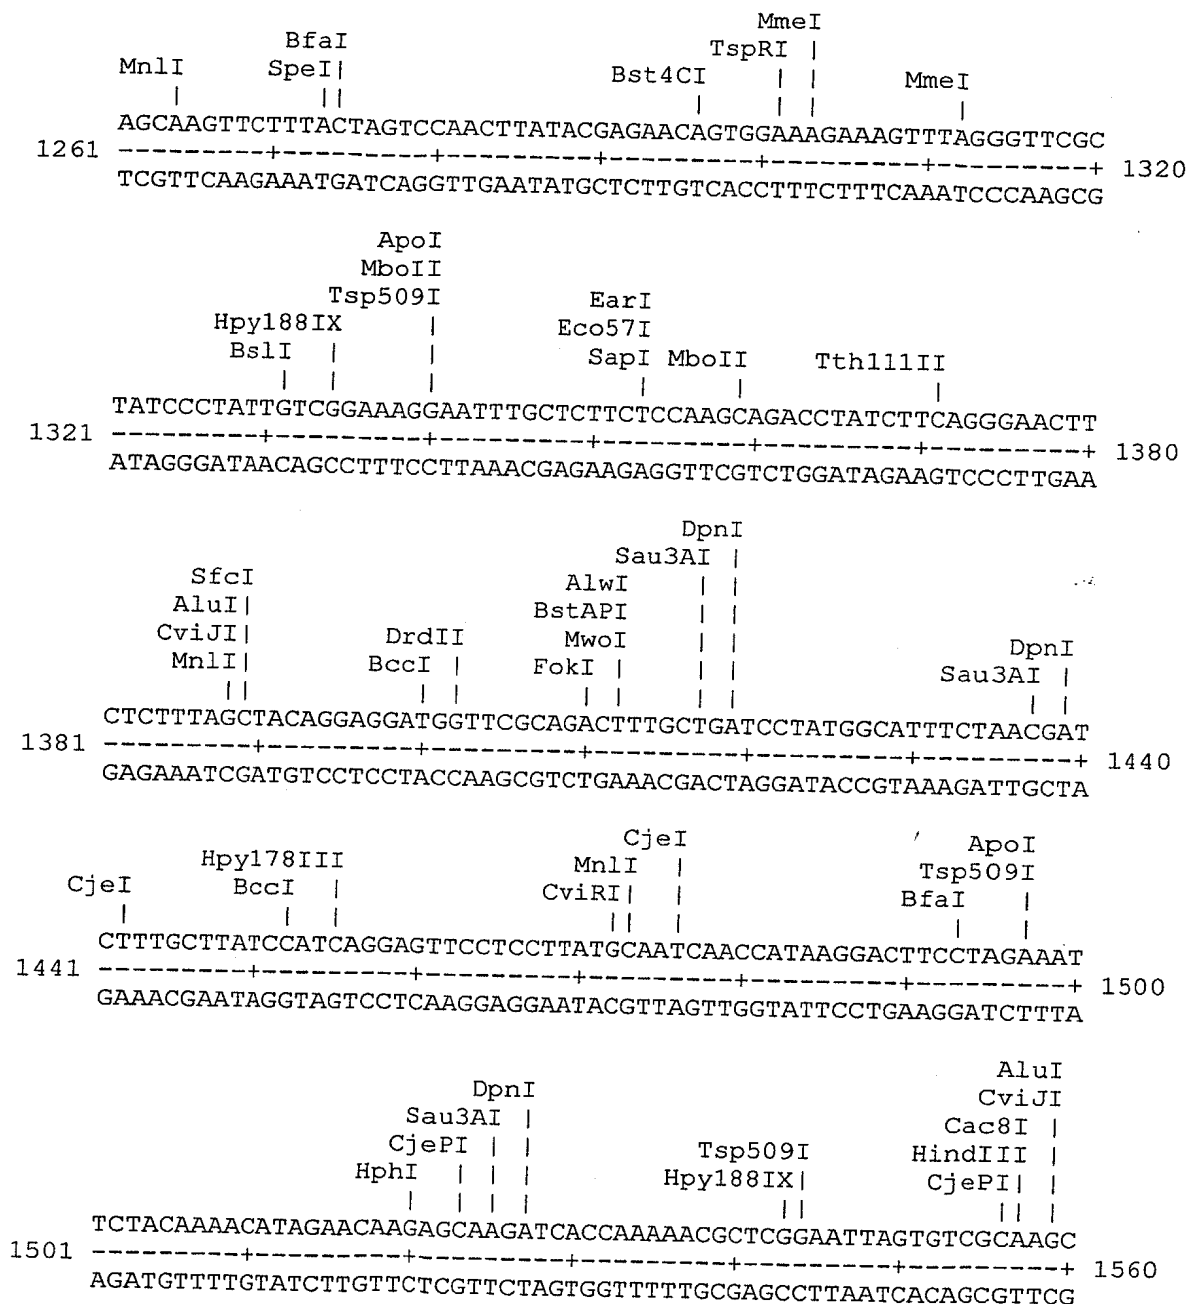 MmeI
BfaI TspRI |
MnlI SpeI| Bst4CI | | MmeI
| || | | | |
AGCAAGTTCTTTACTAGTCCAACTTATACGAGAACAGTGGAAAGAAAGTTTAGGGTTCGC
1261 ---------+---------+---------+---------+---------+---------+ 1320
TCGTTCAAGAAATGATCAGGTTGAATATGCTCTTGTCACCTTTCTTTCAAATCCCAAGCG
ApoI
MboII
Tsp509I EarI
Hpy188IX | Eco57I
BslI | | SapI MboII Tth111II
| | | | | |
TATCCCTATTGTCGGAAAGGAATTTGCTCTTCTCCAAGCAGACCTATCTTCAGGGAACTT
1321 ---------+---------+---------+---------+---------+---------+ 1380
ATAGGGATAACAGCCTTTCCTTAAACGAGAAGAGGTTCGTCTGGATAGAAGTCCCTTGAA
DpnI
Sau3AI |
SfcI AlwI | |
AluI| BstAPI | |
CviJI| DrdII MwoI | | DpnI
MnlI| BccI | FokI | | | Sau3AI |
|| | | | | | | | |
CTCTTTAGCTACAGGAGGATGGTTCGCAGACTTTGCTGATCCTATGGCATTTCTAACGAT
1381 ---------+---------+---------+---------+---------+---------+ 1440
GAGAAATCGATGTCCTCCTACCAAGCGTCTGAAACGACTAGGATACCGTAAAGATTGCTA
CjeI ApoI
Hpy178III MnlI | Tsp509I
CjeI BccI | CviRI| | BfaI |
| | | || | | |
CTTTGCTTATCCATCAGGAGTTCCTCCTTATGCAATCAACCATAAGGACTTCCTAGAAAT
1441 ---------+---------+---------+---------+---------+---------+ 1500
GAAACGAATAGGTAGTCCTCAAGGAGGAATACGTTAGTTGGTATTCCTGAAGGATCTTTA
AluI
DpnI CviJI
Sau3AI | Cac8I |
CjePI | | Tsp509I HindIII |
HphI | | | Hpy188IX| CjePI| |
| | | | || || |
TCTACAAAACATAGAACAAGAGCAAGATCACCAAAAACGCTCGGAATTAGTGTCGCAAGC
1501 ---------+---------+---------+---------+---------+---------+ 1560
AGATGTTTTGTATCTTGTTCTCGTTCTAGTGGTTTTTGCGAGCCTTAATCACAGCGTTCG